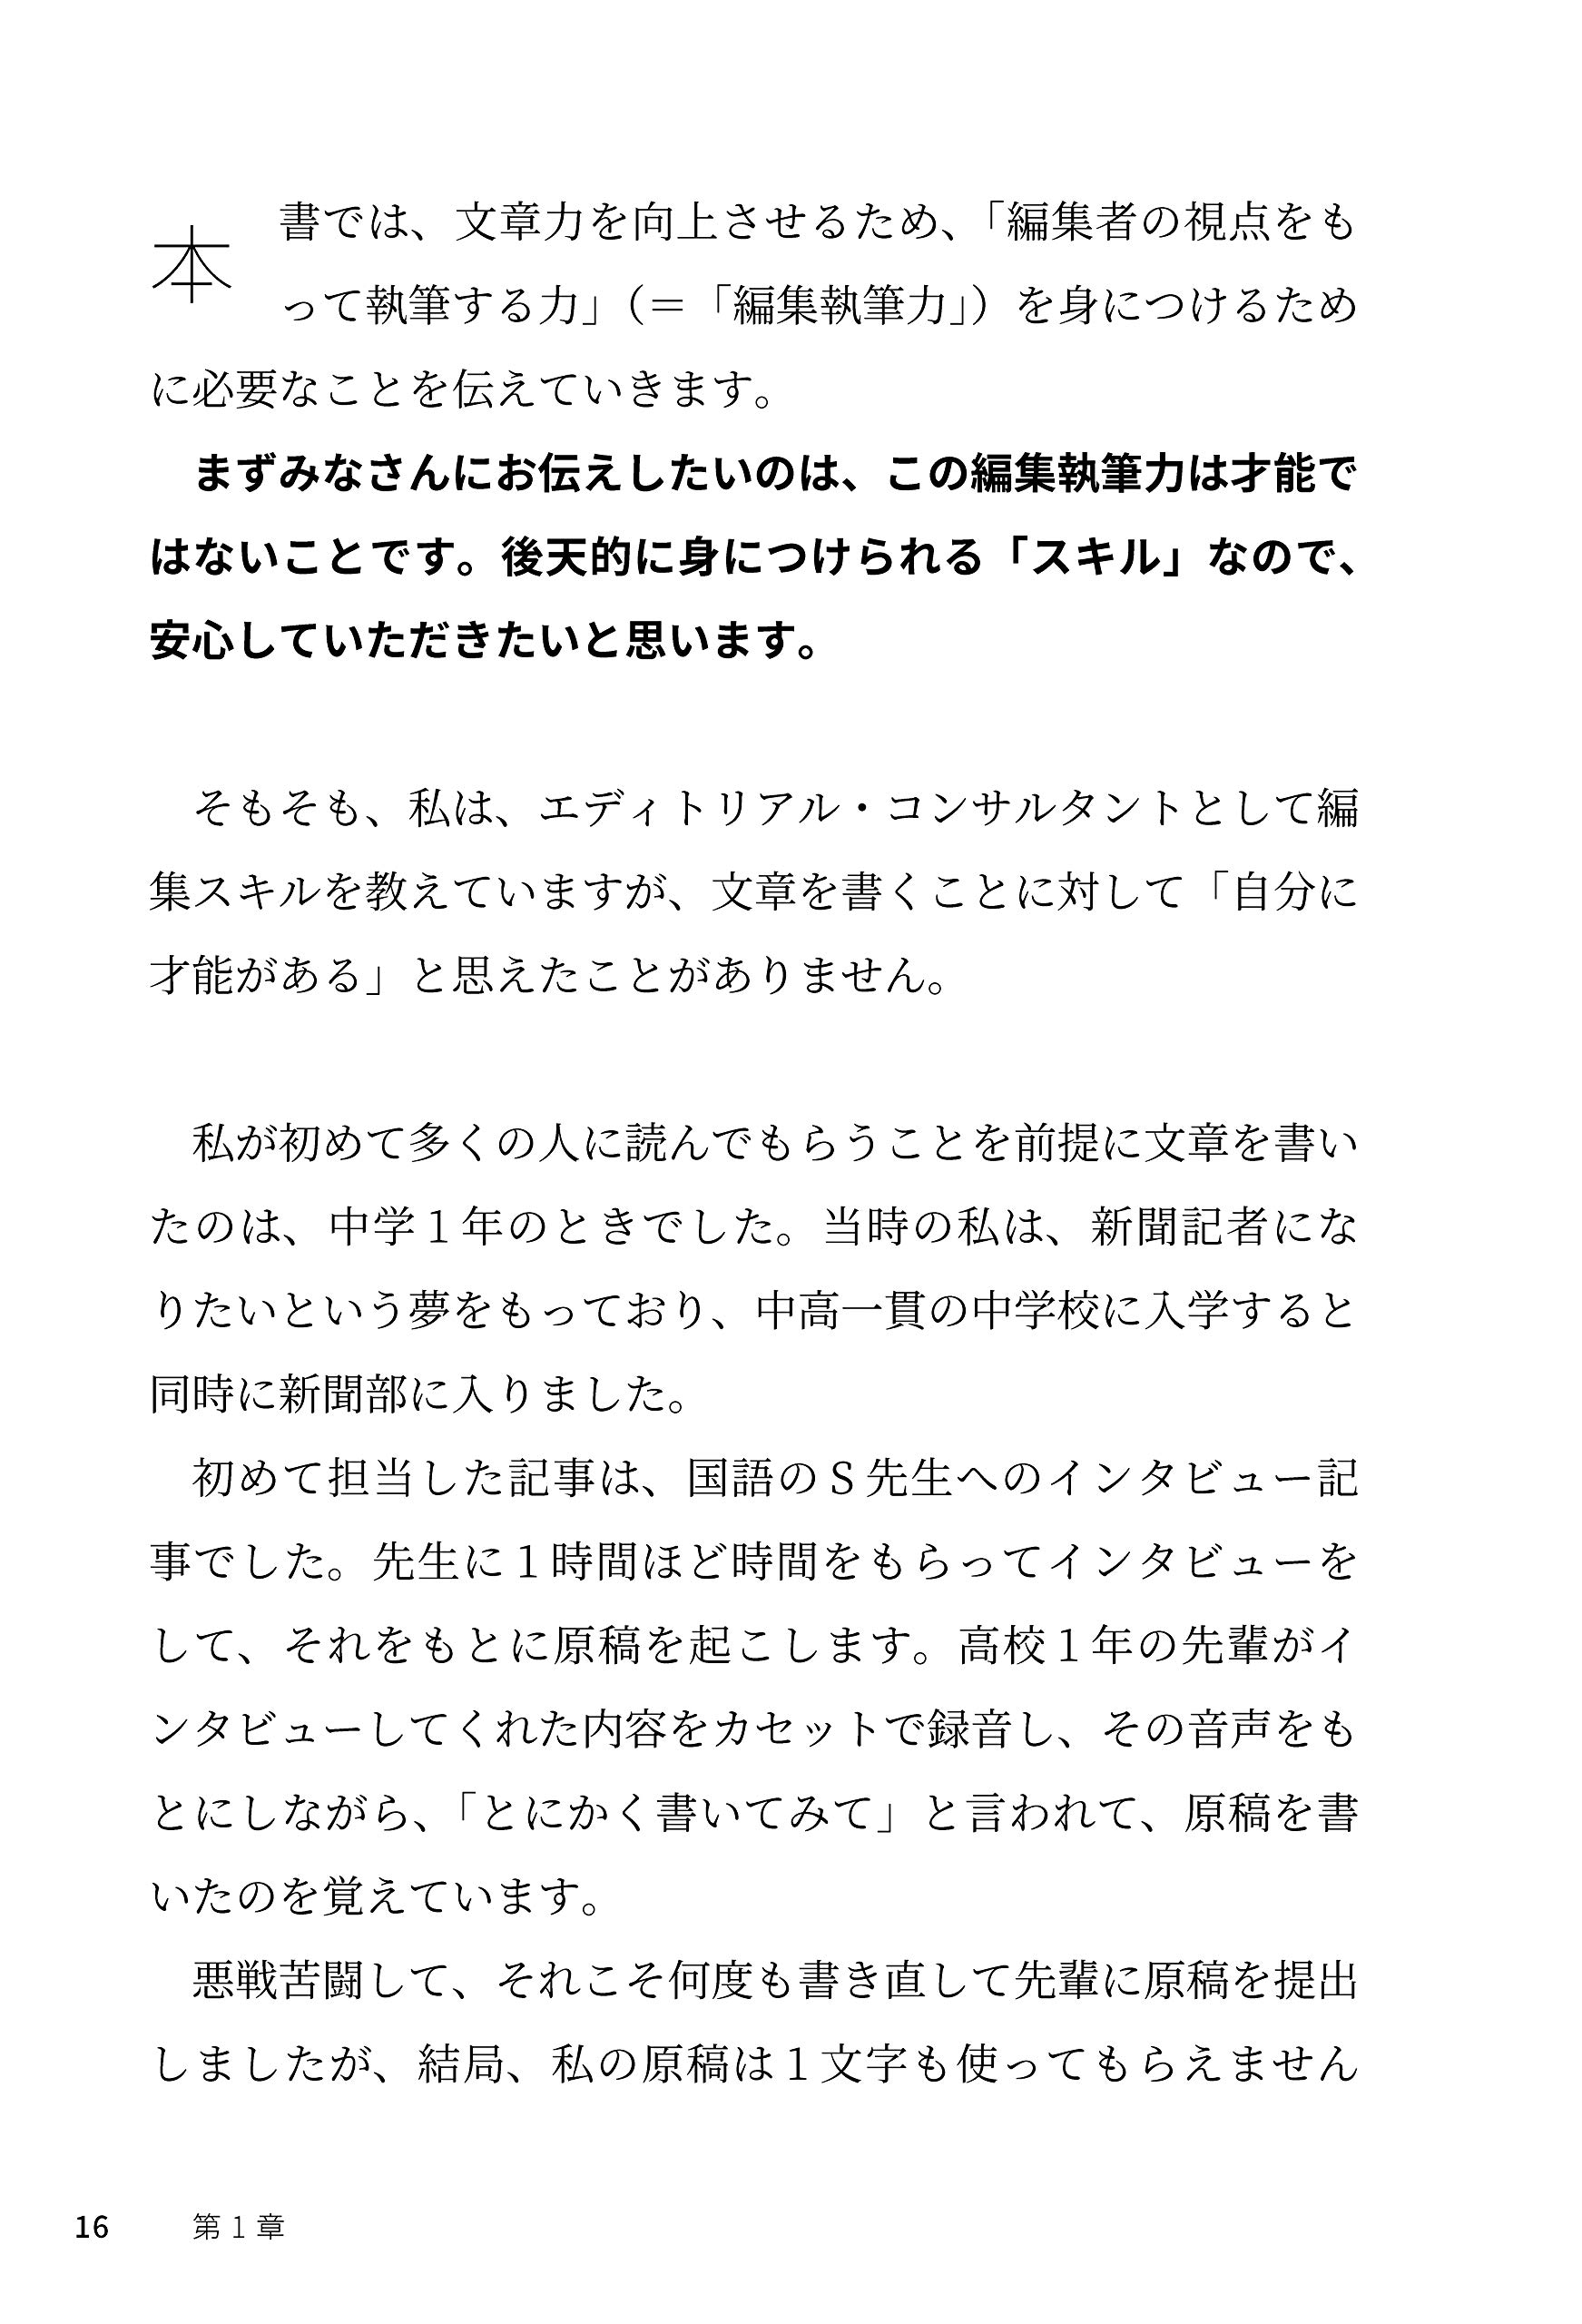 本書では、文章力を向上させるため、「編集者の視点をも
って執筆する力」（＝「編集執筆力」）を身につけるため
に必要なことを伝えていきます。
まずみなさんにお伝えしたいのは、この編集執筆力は才能で
はないことです。後天的に身につけられる「スキル」なので、
安心していただきたいと思います。
そもそも、私は、エディトリアル・コンサルタントとして編
集スキルを教えていますが、文章を書くことに対して「自分に
才能がある」と思えたことがありません。
私が初めて多くの人に読んでもらうことを前提に文章を書い
たのは、中学１年のときでした。当時の私は、新聞記者にな
りたいという夢をもっており、中高一貫の中学校に入学すると
同時に新聞部に入りました。
初めて担当した記事は、国語のＳ先生へのインタビュー記
事でした。先生に１時間ほど時間をもらってインタビューを
して、それをもとに原稿を起こします。高校１年の先輩がイ
ンタビューしてくれた内容をカセットで録音し、その音声をも
とにしながら、「とにかく書いてみて」と言われて、原稿を書
いたのを覚えています。
悪戦苦闘して、それこそ何度も書き直して先輩に原稿を提出
しましたが、結局、私の原稿は１文字も使ってもらえません
16 第1章